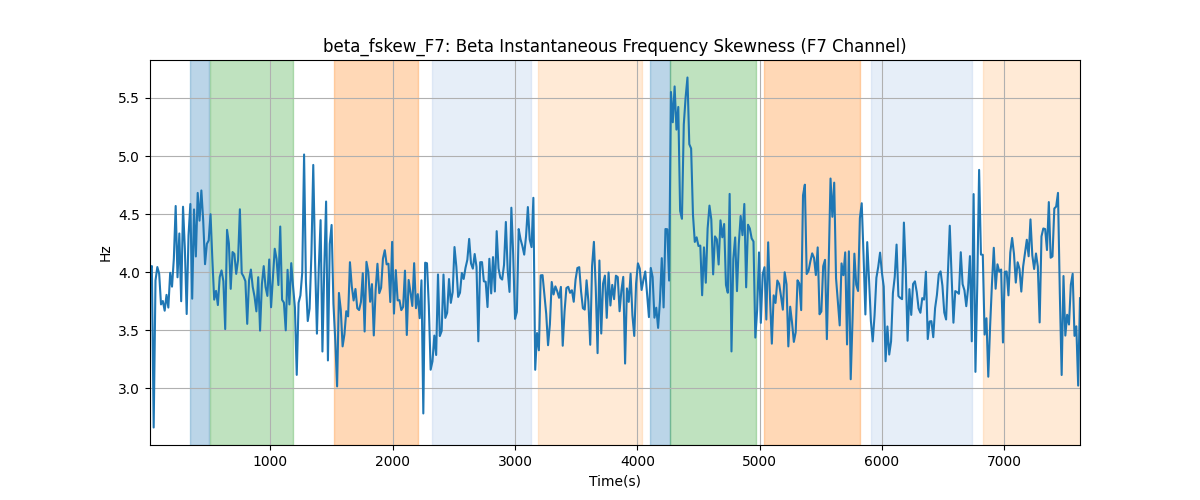 beta_fskew_F7: Beta Instantaneous Frequency Skewness (F7 Channel)
5.5
5.0
4.5
4.0
3.5
3.0
Hz
1000 2000 3000 4000 5000 6000 7000
Time(s)